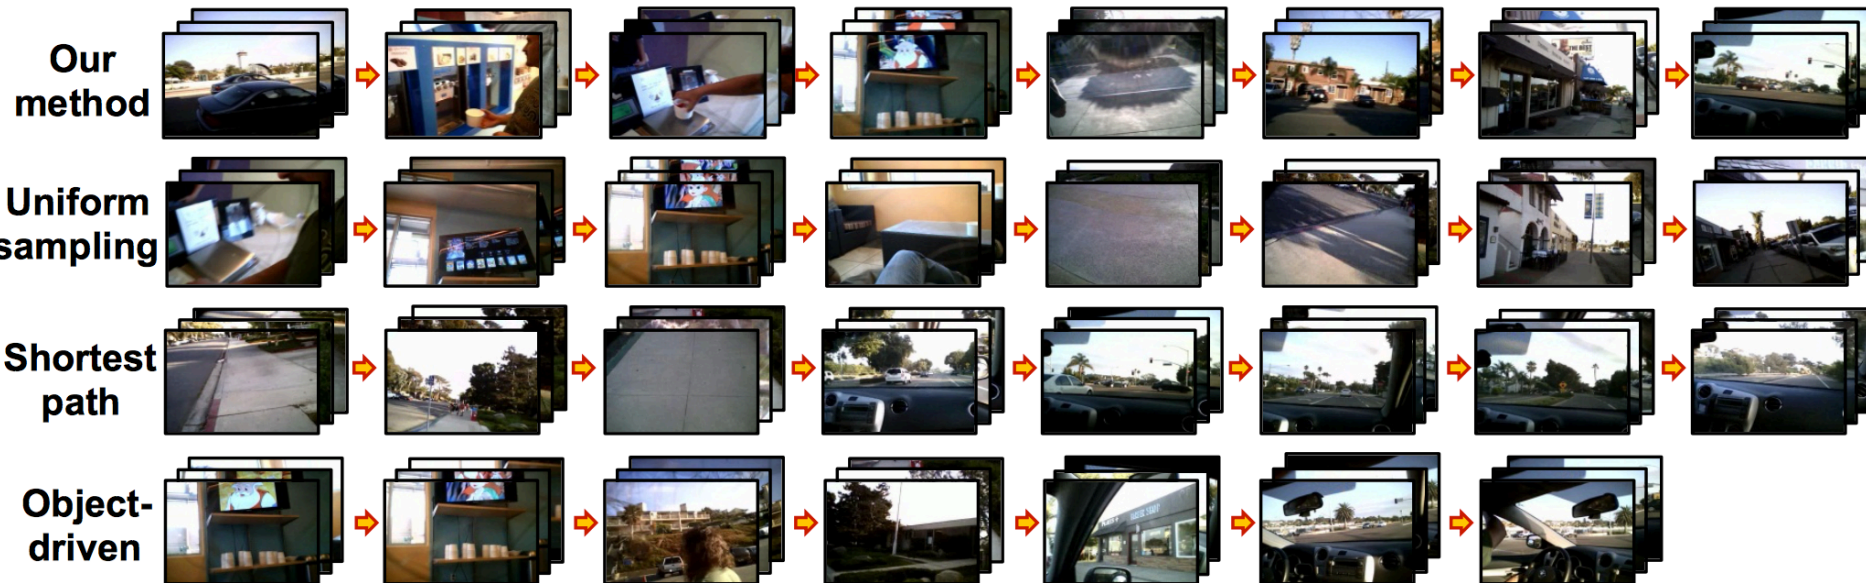 Our
method
Uniform
sampling
Shortest
path
Object-
driven